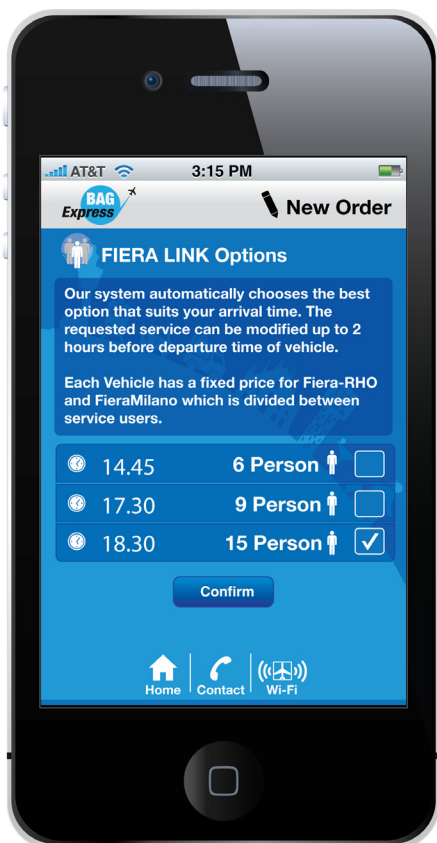 AT&T 3:15 PM
BAG
Express
New Order
FIERA LINK Options
Our system automatically chooses the best
option that suits your arrival time. The
requested service can be modified up to 2
hours before departure time of vehicle.
Each Vehicle has a fixed price for Fiera-RHO
and FieraMilano which is divided between
service users.
14.45 6 Person
17.30 9 Person
18.30 15 Person
Confirm
Home Contact Wi-Fi